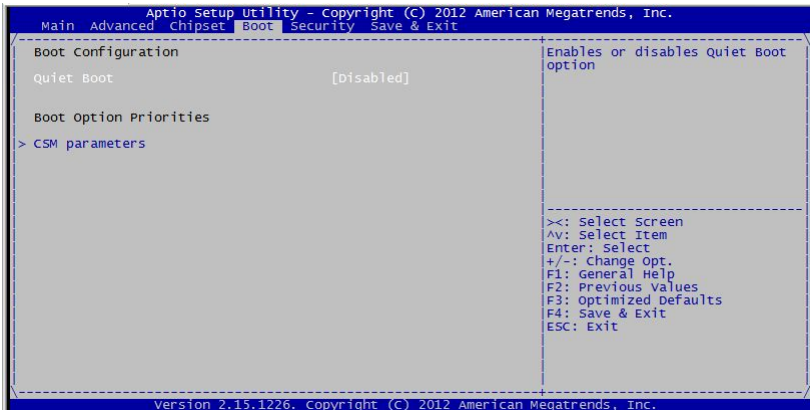 Aptio Setup Utility - Copyright (C) 2012 American Megatrends, Inc.
Main Advanced Chipset Boot Security Save & Exit
Boot Configuration
Quiet Boot [Disabled]
Boot Option Priorities
> CSM parameters
Enables or disables Quiet Boot
option
><: Select Screen
^v: Select Item
Enter: Select
+/-: Change Opt.
F1: General Help
F2: Previous Values
F3: Optimized Defaults
F4: Save & Exit
ESC: Exit
Version 2.15.1226. Copyright (C) 2012 American Megatrends, Inc.